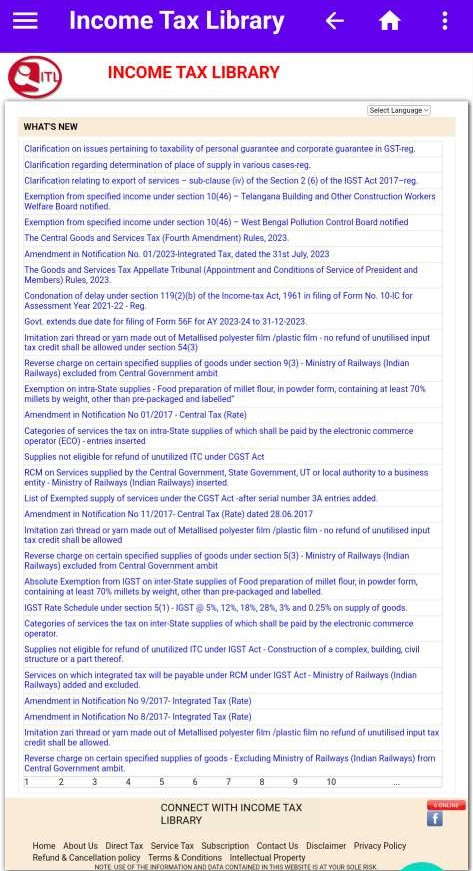 Income Tax Library
ITL
INCOME TAX LIBRARY
Select Language
WHAT'S NEW
Clarification on issues pertaining to taxability of personal guarantee and corporate guarantee in GST-reg.
Clarification regarding determination of place of supply in various cases-reg.
Clarification relating to export of services – sub-clause (iv) of the Section 2 (6) of the IGST Act 2017–reg.
Exemption from specified income under section 10(46) – Telangana Building and Other Construction Workers
Welfare Board notified.
Exemption from specified income under section 10(46) – West Bengal Pollution Control Board notified
The Central Goods and Services Tax (Fourth Amendment) Rules, 2023.
Amendment in Notification No. 01/2023-Integrated Tax, dated the 31st July, 2023
The Goods and Services Tax Appellate Tribunal (Appointment and Conditions of Service of President and
Members) Rules, 2023.
Condonation of delay under section 119(2)(b) of the Income-tax Act, 1961 in filing of Form No. 10-IC for
Assessment Year 2021-22 - Reg.
Govt. extends due date for filing of Form 56F for AY 2023-24 to 31-12-2023.
Imitation zari thread or yarn made out of Metallised polyester film /plastic film - no refund of unutilised input
tax credit shall be allowed under section 54(3)
Reverse charge on certain specified supplies of goods under section 9(3) - Ministry of Railways (Indian
Railways) excluded from Central Government ambit
Exemption on intra-State supplies - Food preparation of millet flour, in powder form, containing at least 70%
millets by weight, other than pre-packaged and labelled"
Amendment in Notification No 01/2017 - Central Tax (Rate)
Categories of services the tax on intra-State supplies of which shall be paid by the electronic commerce
operator (ECO) - entries inserted
Supplies not eligible for refund of unutilized ITC under CGST Act
RCM on Services supplied by the Central Government, State Government, UT or local authority to a business
entity - Ministry of Railways (Indian Railways) inserted.
List of Exempted supply of services under the CGST Act -after serial number 3A entries added.
Amendment in Notification No 11/2017- Central Tax (Rate) dated 28.06.2017
Imitation zari thread or yarn made out of Metallised polyester film /plastic film - no refund of unutilised input
tax credit shall be allowed
Reverse charge on certain specified supplies of goods under section 5(3) - Ministry of Railways (Indian
Railways) excluded from Central Government ambit
Absolute Exemption from IGST on inter-State supplies of Food preparation of millet flour, in powder form,
containing at least 70% millets by weight, other than pre-packaged and labelled.
IGST Rate Schedule under section 5(1) - IGST @ 5%, 12%, 18%, 28%, 3% and 0.25% on supply of goods.
Categories of services the tax on inter-State supplies of which shall be paid by the electronic commerce
operator.
Supplies not eligible for refund of unutilized ITC under IGST Act - Construction of a complex, building, civil
structure or a part thereof.
Services on which integrated tax will be payable under RCM under IGST Act - Ministry of Railways (Indian
Railways) added and excluded.
Amendment in Notification No 9/2017- Integrated Tax (Rate)
Amendment in Notification No 8/2017- Integrated Tax (Rate)
Imitation zari thread or yarn made out of Metallised polyester film /plastic film no refund of unutilised input tax
credit shall be allowed.
Reverse charge on certain specified supplies of goods - Excluding Ministry of Railways (Indian Railways) from
Central Government ambit.
1 2 3 4 5 6 7 8 9 10 ...
CONNECT WITH INCOME TAX
LIBRARY
6 ONLINE
f
Home About Us Direct Tax Service Tax Subscription Contact Us Disclaimer Privacy Policy
Refund & Cancellation policy Terms & Conditions Intellectual Property
NOTE: USE OF THE INFORMATION AND DATA CONTAINED IN THIS WEBSITE IS AT YOUR SOLE RISK.